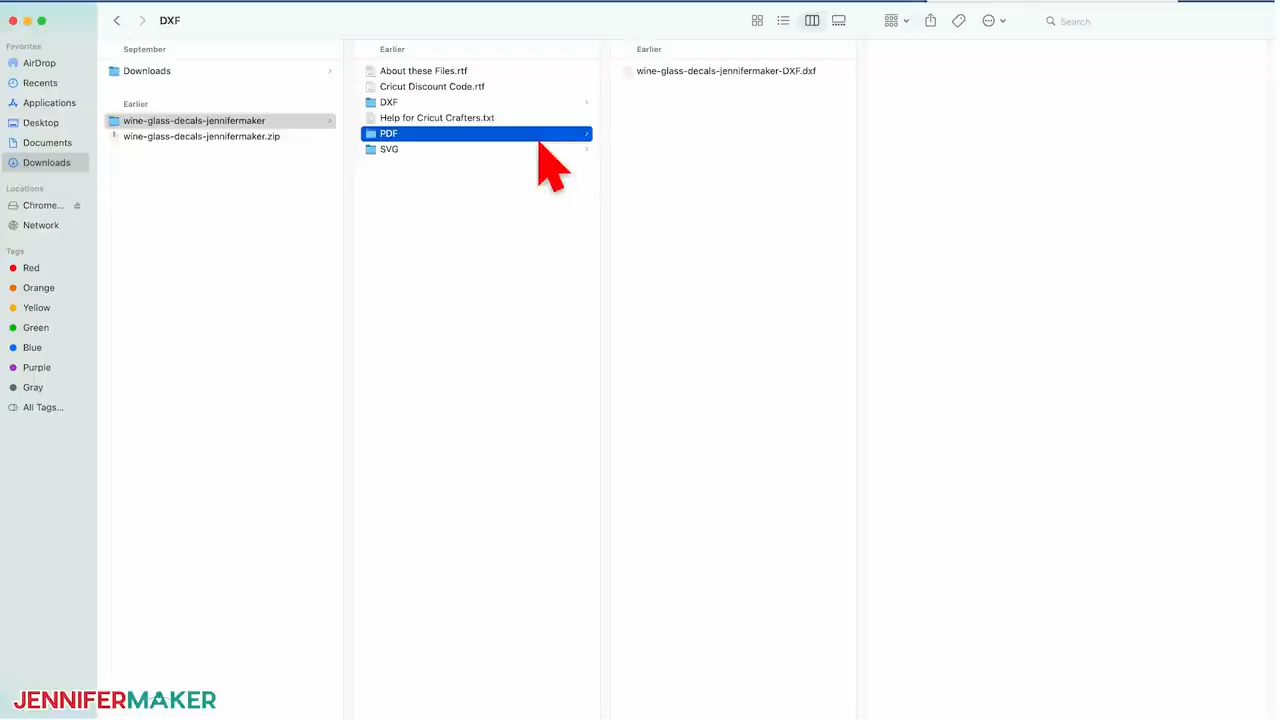 DXF
Search
Favorites
AirDrop
Recents
Applications
Desktop
Documents
Downloads
Locations
Chrome...
Network
Tags
Red
Orange
Yellow
Green
Blue
Purple
Gray
All Tags...
September
Downloads
Earlier
wine-glass-decals-jennifermaker
wine-glass-decals-jennifermaker.zip
Earlier
About these Files.rtf
Cricut Discount Code.rtf
DXF
Help for Cricut Crafters.txt
PDF
SVG
Earlier
wine-glass-decals-jennifermaker-DXF.dxf
JENNIFERMAKER